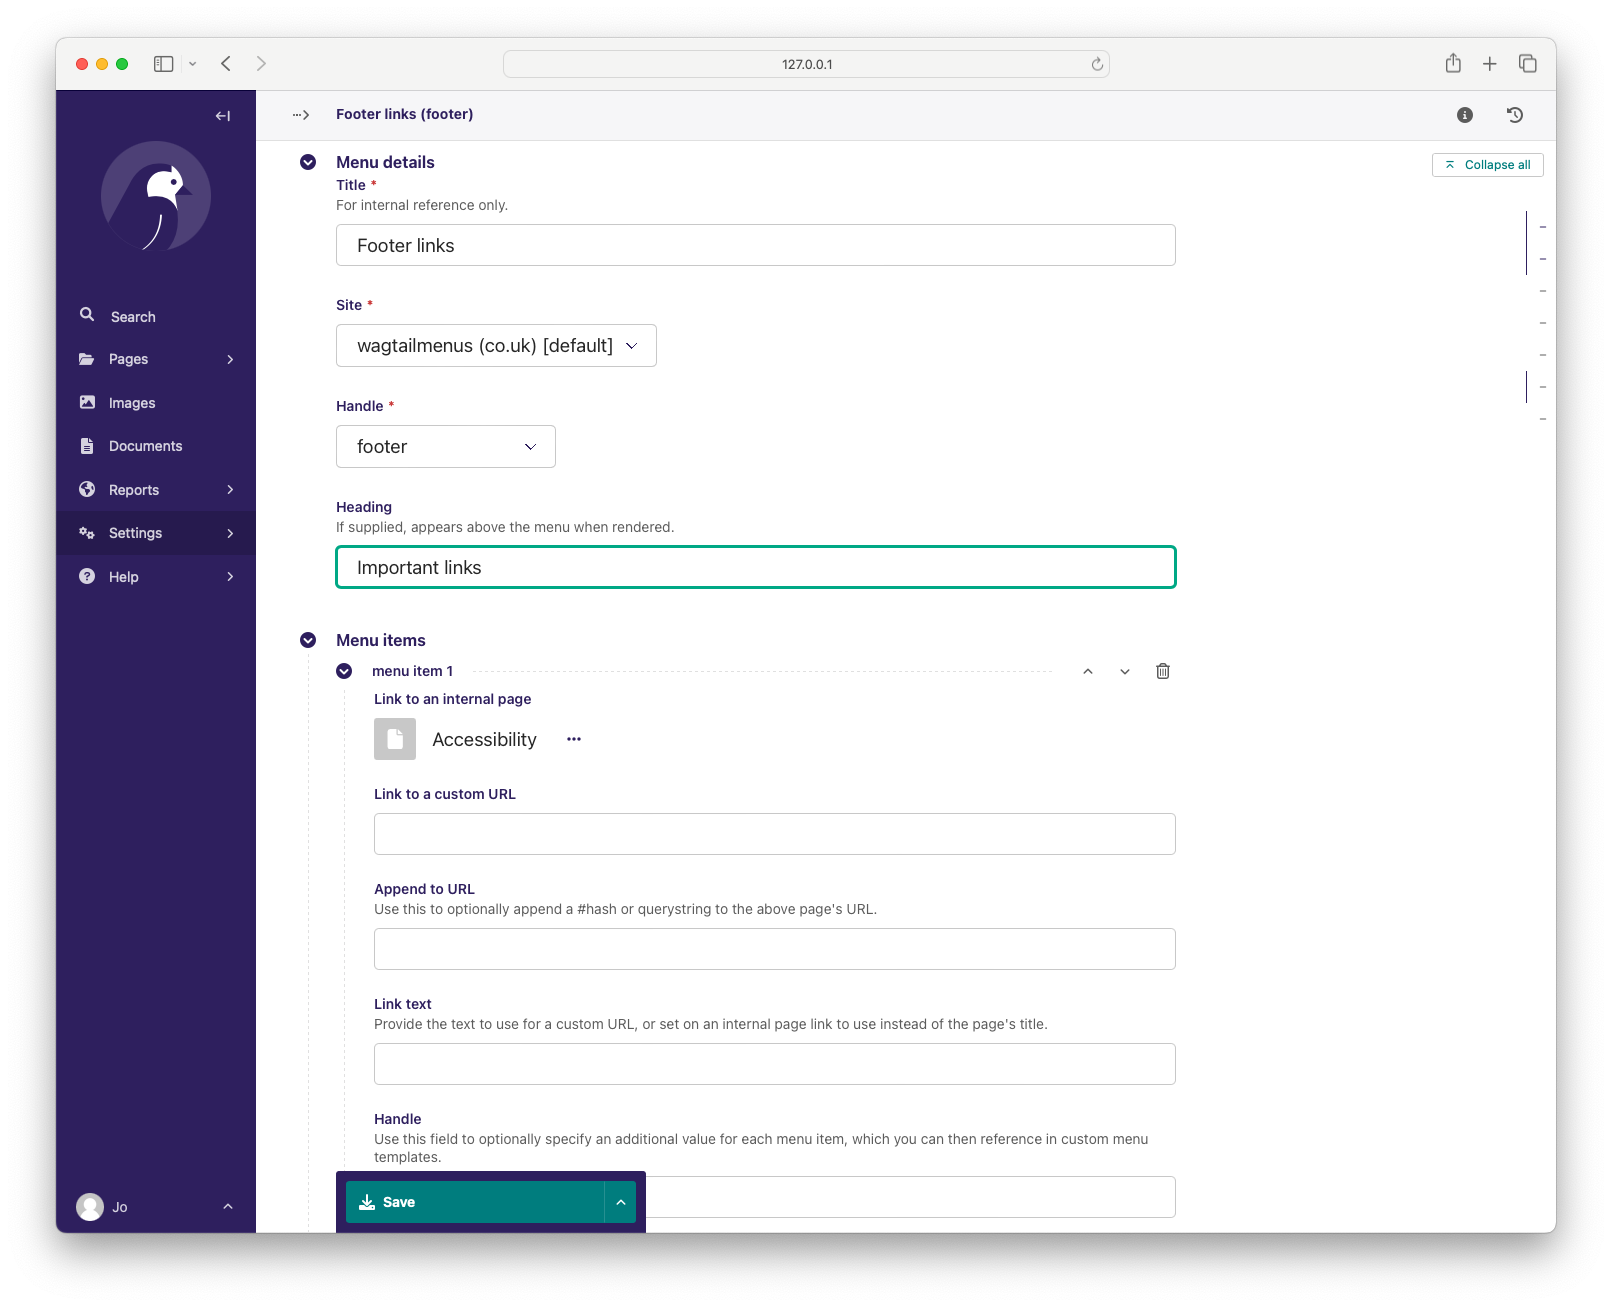 127.0.0.1
Footer links (footer)
Search
Pages
Images
Documents
Reports
Settings
Help
Jo
Menu details
Collapse all
Title *
For internal reference only.
Footer links
Site *
wagtailmenus (co.uk) [default]
Handle *
footer
Heading
If supplied, appears above the menu when rendered.
Important links
Menu items
menu item 1
Link to an internal page
Accessibility
Link to a custom URL
Append to URL
Use this to optionally append a #hash or querystring to the above page's URL.
Link text
Provide the text to use for a custom URL, or set on an internal page link to use instead of the page's title.
Handle
Use this field to optionally specify an additional value for each menu item, which you can then reference in custom menu
templates.
Save